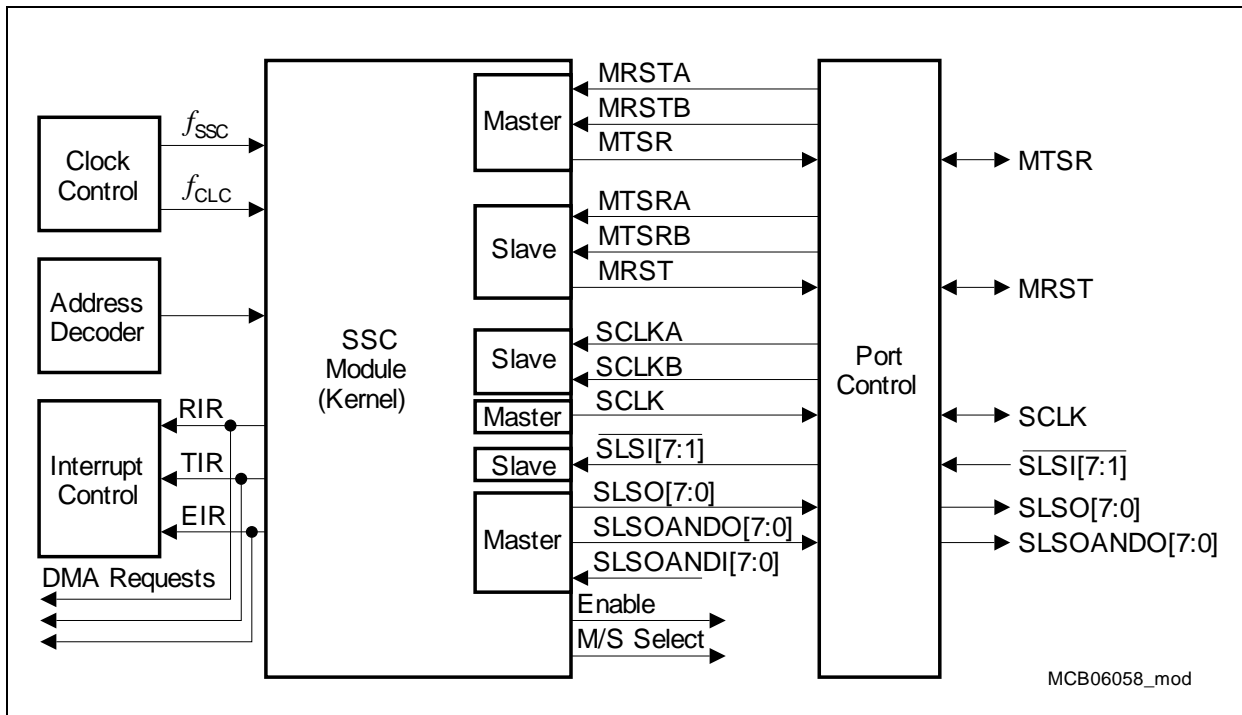 Clock
Control
fSSC
fCLC
Address
Decoder
Interrupt
Control
RIR
TIR
EIR
DMA Requests
SSC
Module
(Kernel)
Master
Slave
Slave
Master
Slave
Master
MRSTA
MRSTB
MTSR
MTSRA
MTSRB
MRST
SCLKA
SCLKB
SCLK
SLSI[7:1]
SLSO[7:0]
SLSOANDO[7:0]
SLSOANDI[7:0]
Enable
M/S Select
Port
Control
MTSR
MRST
SCLK
SLSI[7:1]
SLSO[7:0]
SLSOANDO[7:0]
MCB06058_mod